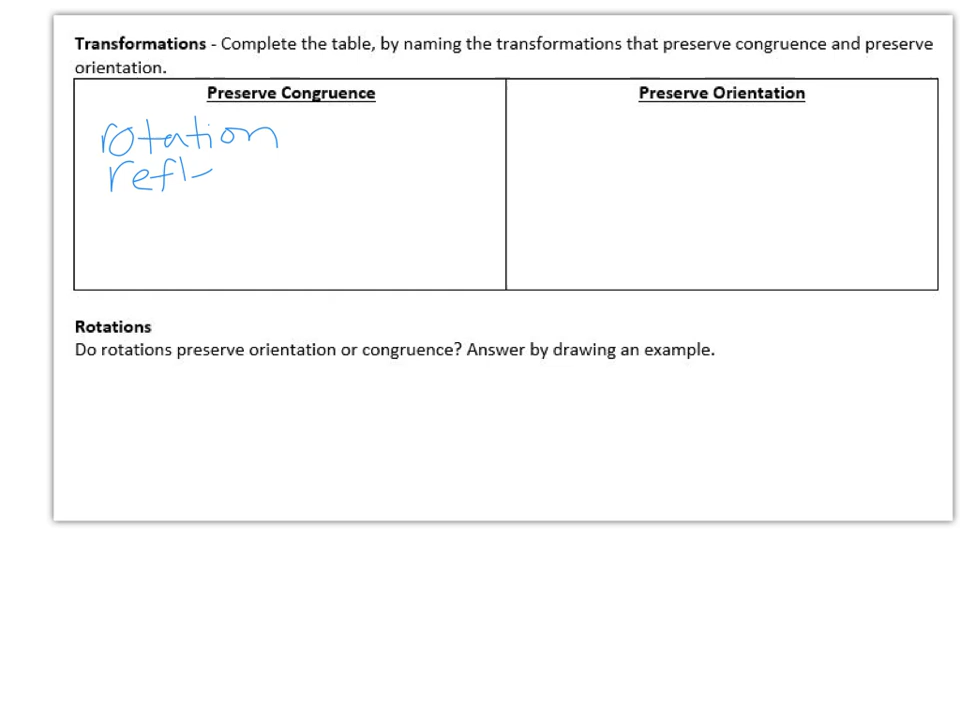 Transformations - Complete the table, by naming the transformations that preserve congruence and preserve
orientation.
Preserve Congruence
Preserve Orientation
rotation
refl
Rotations
Do rotations preserve orientation or congruence? Answer by drawing an example.